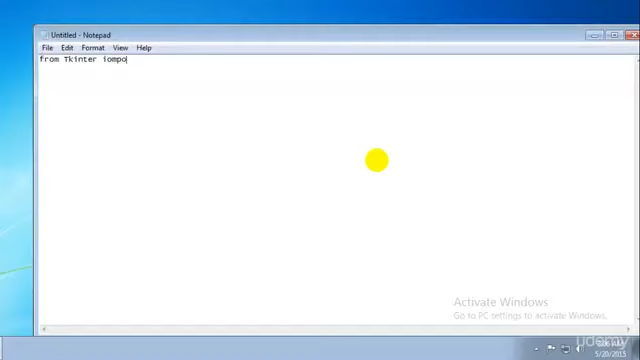 Untitled - Notepad
File Edit Format View Help
from Tkinter iompo
Activate Windows
Go to PC settings to activate Windows.
udemy
5/20/2015